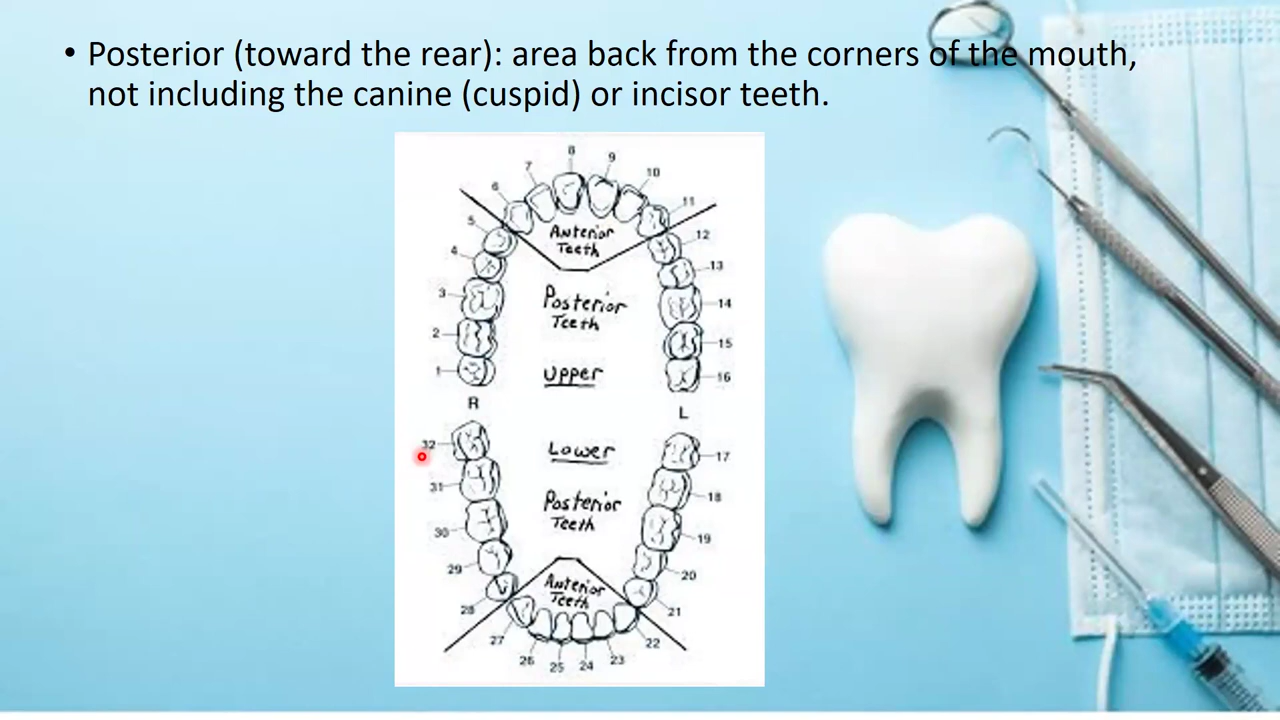 • Posterior (toward the rear): area back from the corners of the mouth,
not including the canine (cuspid) or incisor teeth.
8
9
7
10
6
11
5
Anterior
Teeth
12
4
13
3
Posterior
Teeth
14
2
15
1
Upper
16
R
L
32
Lower
17
31
Posterior
Teeth
18
30
19
29
Anterior
Teeth
20
28
21
27
22
26
25
24
23